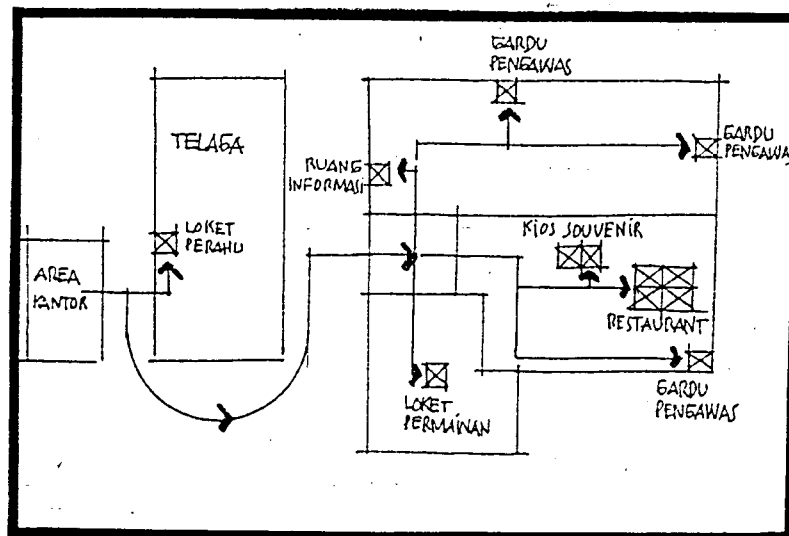 GARDU
PENGAWAS
TELAGA
GARDU
PENGAWAS
RUANG
INFORMASI
KIOS SOUVENIR
LOKET
PERAHU
AREA
KANTOR
RESTAURANT
LOKET
PERMAINAN
GARDU
PENGAWAS